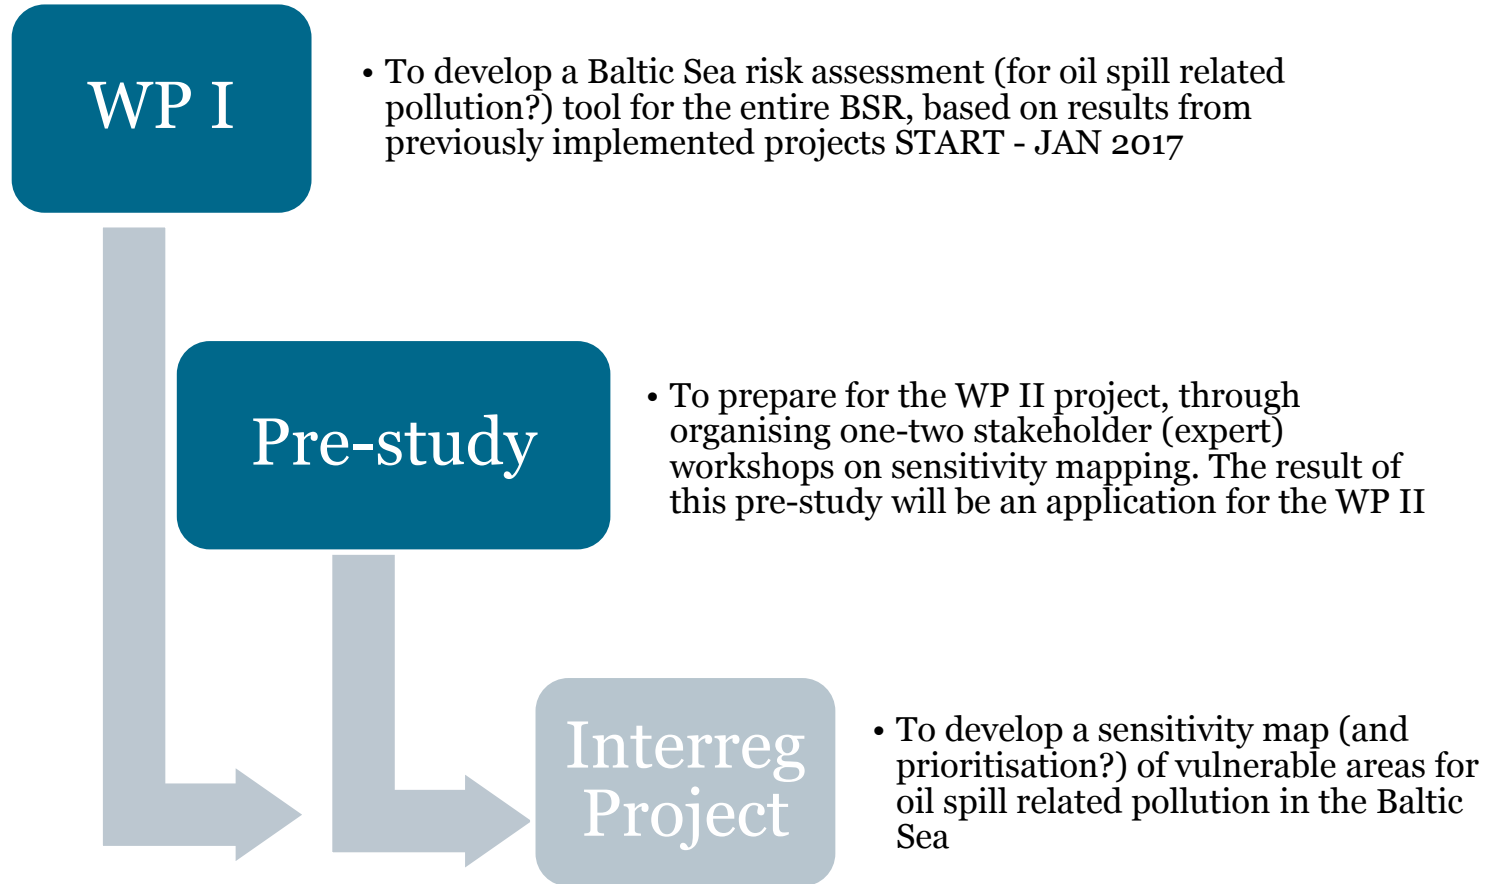 WP I
• To develop a Baltic Sea risk assessment (for oil spill related
pollution?) tool for the entire BSR, based on results from
previously implemented projects START - JAN 2017
Pre-study
• To prepare for the WP II project, through
organising one-two stakeholder (expert)
workshops on sensitivity mapping. The result of
this pre-study will be an application for the WP II
Interreg
Project
• To develop a sensitivity map (and
prioritisation?) of vulnerable areas for
oil spill related pollution in the Baltic
Sea